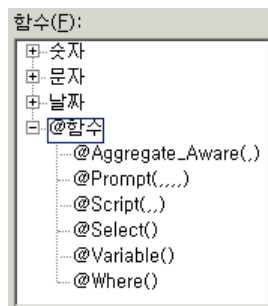 함수(F):
숫자
문자
날짜
@함수
@Aggregate_Aware(,)
@Prompt(,,,,)
@Script(,,)
@Select()
@Variable()
@Where()